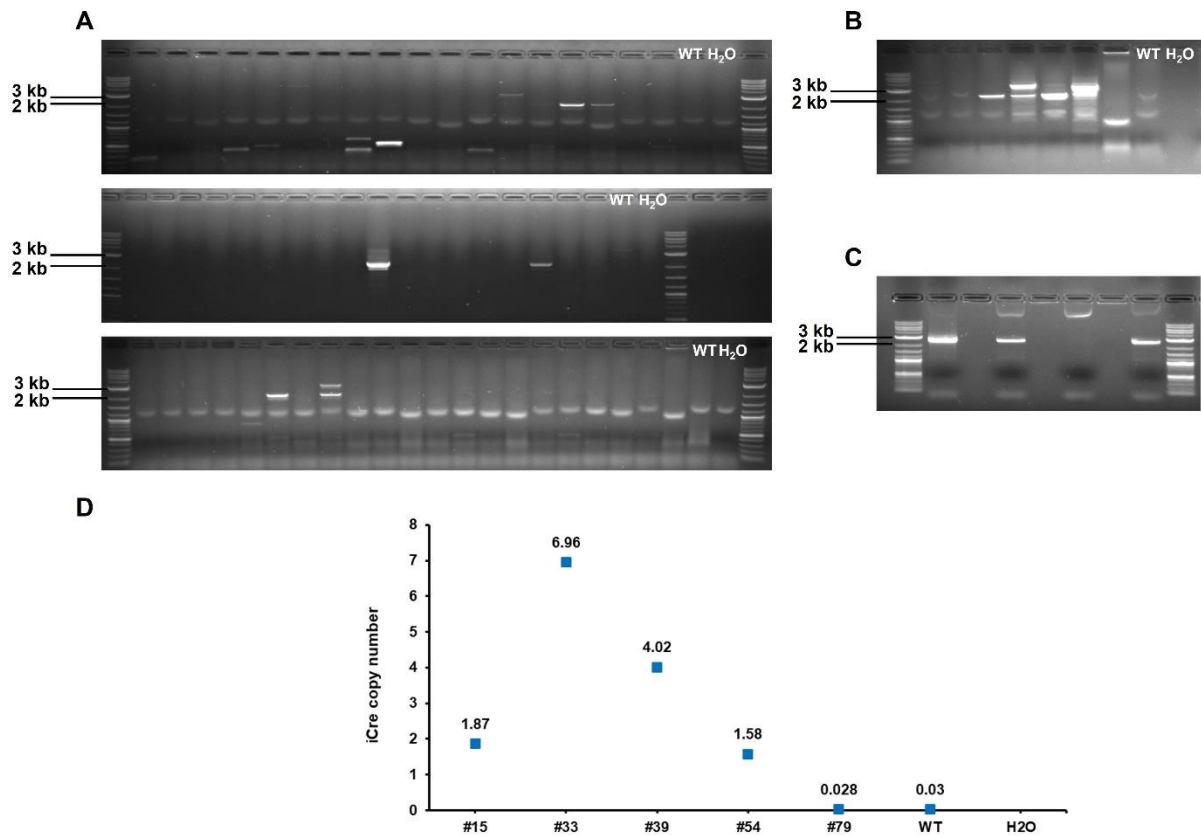 A
WT H₂O
3 kb
2 kb
WT H₂O
3 kb
2 kb
WT H₂O
3 kb
2 kb
B
WT H₂O
3 kb
2 kb
C
3 kb
2 kb
D
iCre copy number
8
7
6
5
4
3
2
1
0
1.87
6.96
4.02
1.58
0.028
0.03
#15 #33 #39 #54 #79 WT H2O